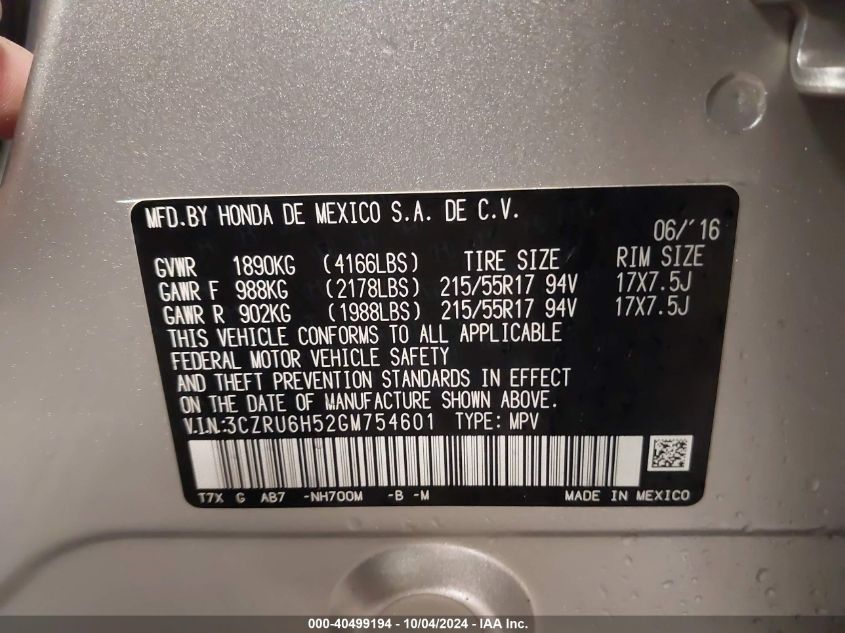 MFD.BY HONDA DE MEXICO S.A. DE C.V.
06/'16
GVWR 1890KG (4166LBS) TIRE SIZE RIM SIZE
GAWR F 988KG (2178LBS) 215/55R17 94V 17X7.5J
GAWR R 902KG (1988LBS) 215/55R17 94V 17X7.5J
THIS VEHICLE CONFORMS TO ALL APPLICABLE
FEDERAL MOTOR VEHICLE SAFETY
AND THEFT PREVENTION STANDARDS IN EFFECT
ON THE DATE OF MANUFACTURE SHOWN ABOVE.
V.I.N.:3CZRU6H52GM754601 TYPE: MPV
T7X G AB7 -NH700M -B -M MADE IN MEXICO
000-40499194 - 10/04/2024 - IAA Inc.